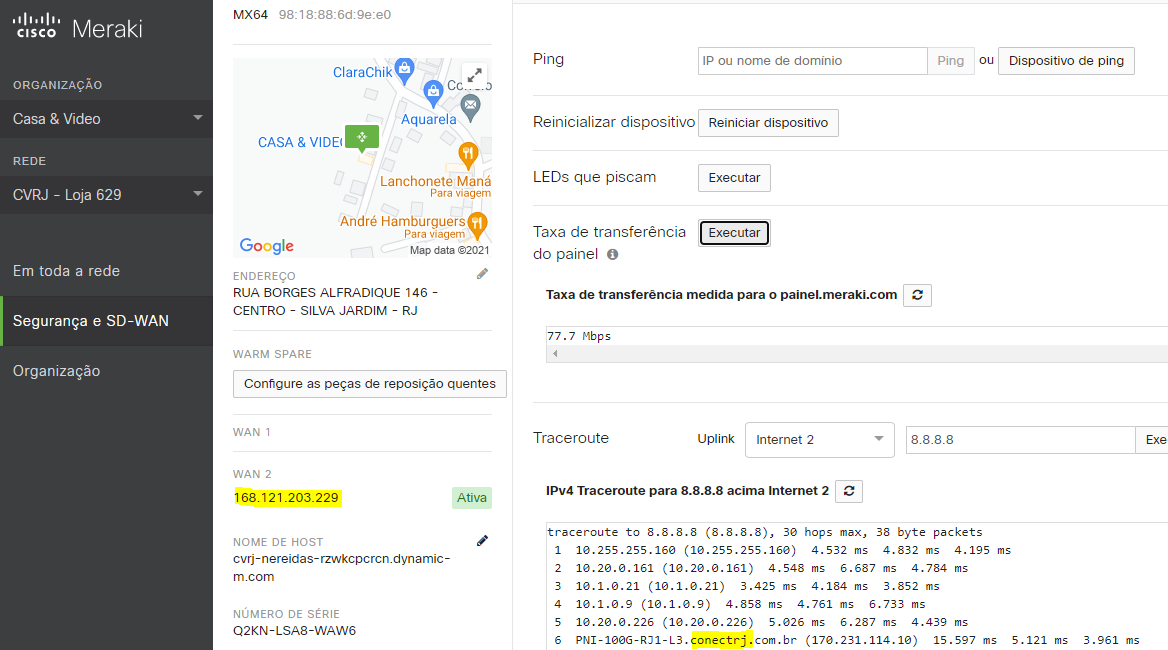 CISCO Meraki
ORGANIZAÇÃO
Casa & Video
REDE
CVRJ - Loja 629
Em toda a rede
Segurança e SD-WAN
Organização
MX64 98:18:88:6d:9e:e0
ClaraChik
Aquarela
CASA & VIDE
Lanchonete Maná
Para viagem
André Hamburguers
Para viagem
Google
Map data ©2021
ENDEREÇO
RUA BORGES ALFRADIQUE 146 -
CENTRO - SILVA JARDIM - RJ
WARM SPARE
Configure as peças de reposição quentes
WAN 1
WAN 2
168.121.203.229 Ativa
NOME DE HOST
cvrj-nereidas-rzwkcpcrcn.dynamic-
m.com
NÚMERO DE SÉRIE
Q2KN-LSA8-WAW6
Ping IP ou nome de domínio Ping ou Dispositivo de ping
Reinicializar dispositivo Reiniciar dispositivo
LEDs que piscam Executar
Taxa de transferência Executar
do painel
Taxa de transferência medida para o painel.meraki.com
77.7 Mbps
Traceroute Uplink Internet 2 8.8.8.8 Exe
IPv4 Traceroute para 8.8.8.8 acima Internet 2
traceroute to 8.8.8.8 (8.8.8.8), 30 hops max, 38 byte packets
1 10.255.255.160 (10.255.255.160) 4.532 ms 4.832 ms 4.195 ms
2 10.20.0.161 (10.20.0.161) 4.548 ms 6.687 ms 4.784 ms
3 10.1.0.21 (10.1.0.21) 3.425 ms 4.184 ms 3.852 ms
4 10.1.0.9 (10.1.0.9) 4.858 ms 4.761 ms 6.733 ms
5 10.20.0.226 (10.20.0.226) 5.026 ms 6.287 ms 4.439 ms
6 PNI-100G-RJ1-L3.conectrj.com.br (170.231.114.10) 15.597 ms 5.121 ms 3.961 ms